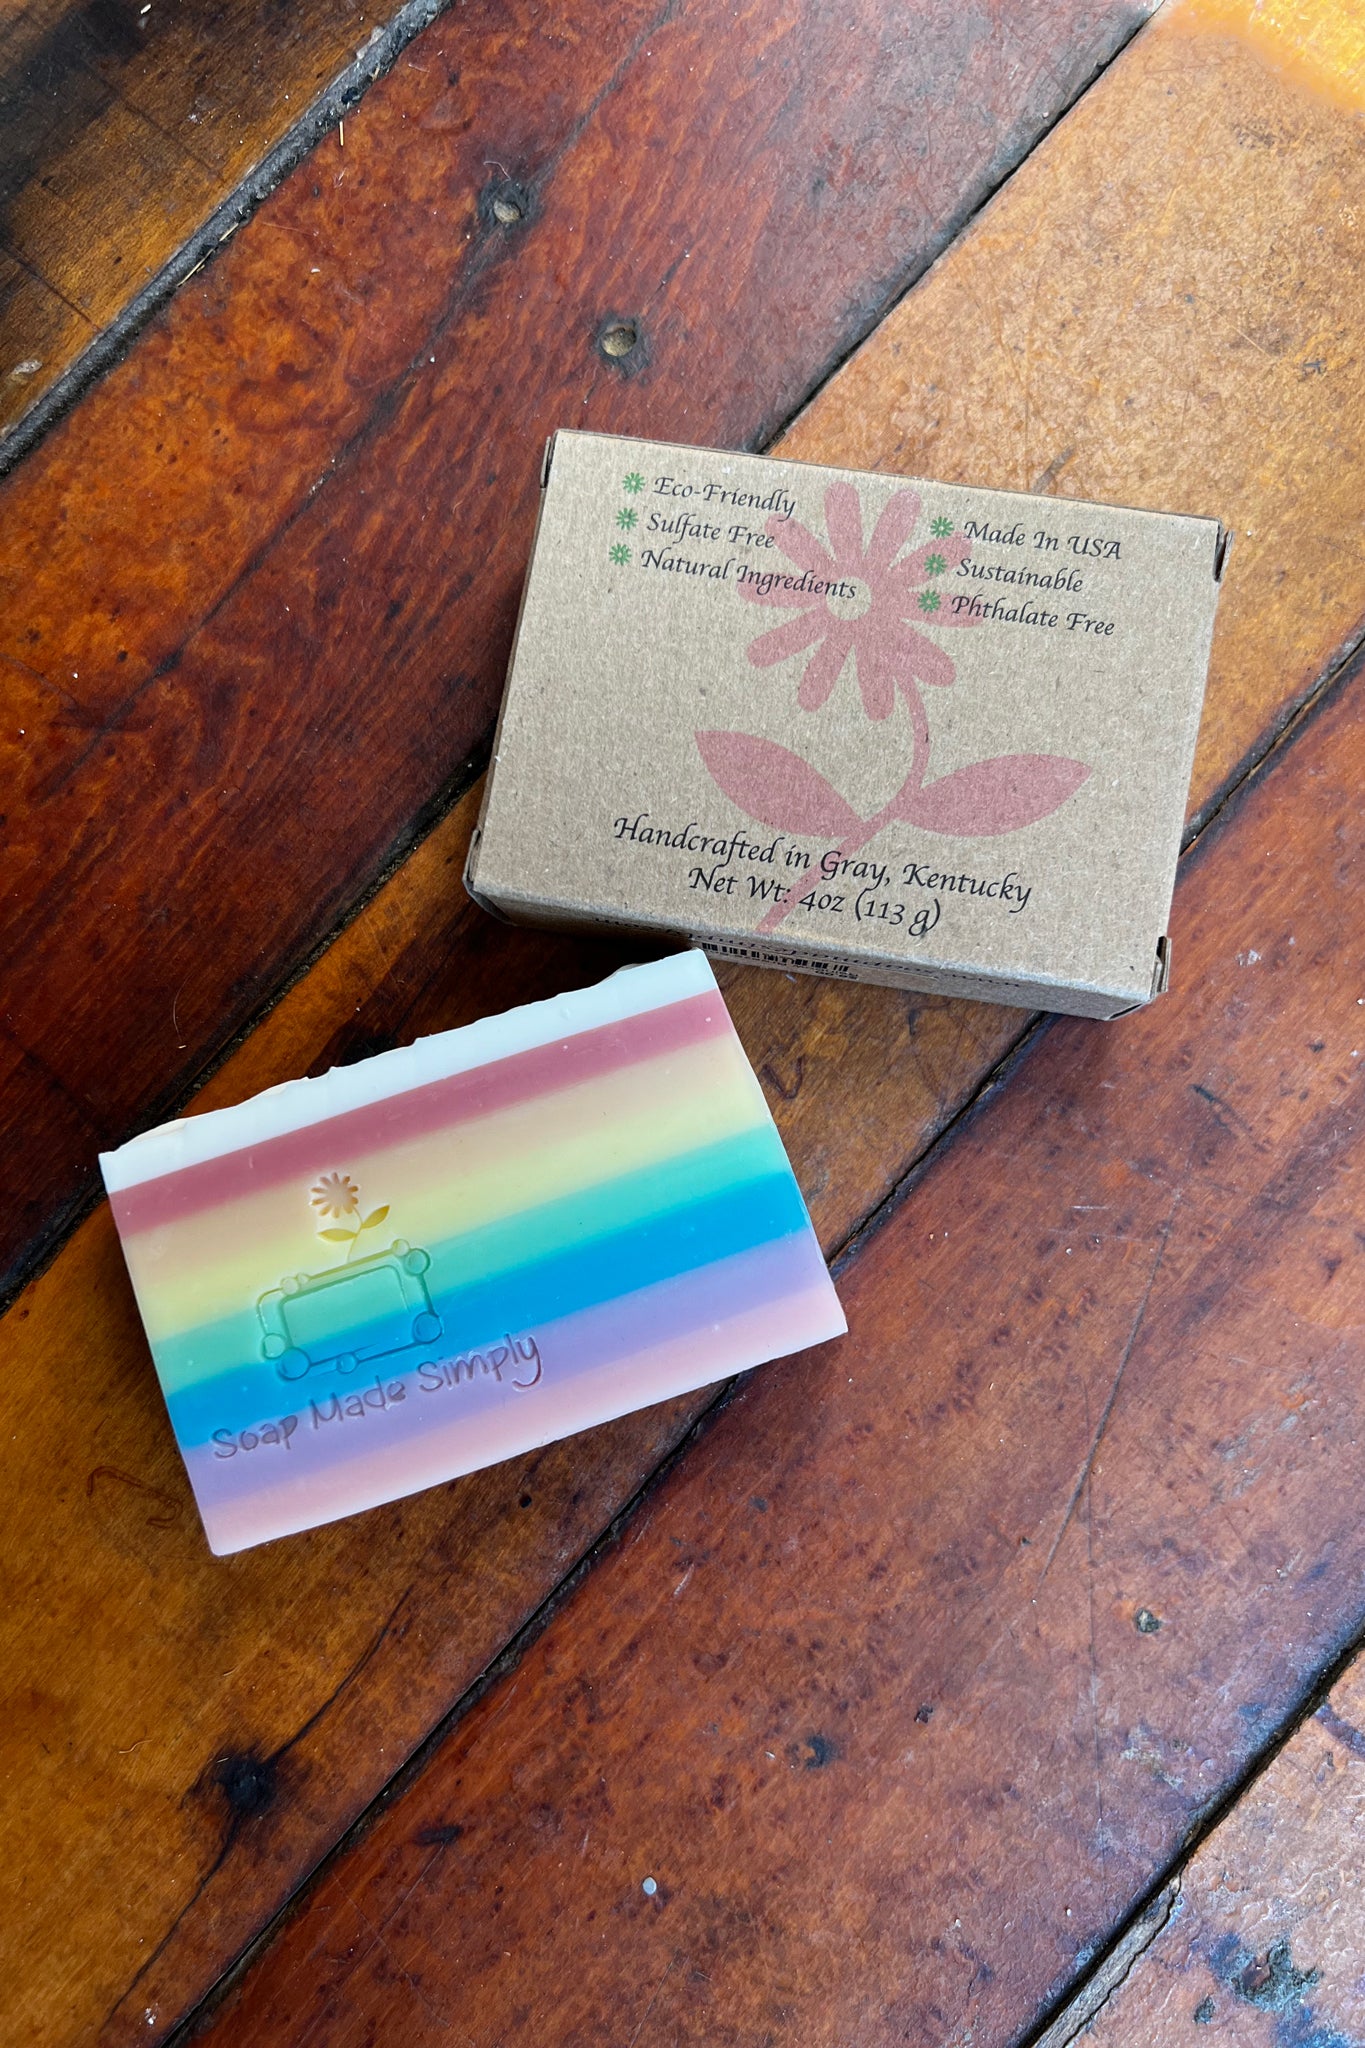 Eco-Friendly
Sulfate Free
Natural Ingredients
Made In USA
Sustainable
Phthalate Free
Handcrafted in Gray, Kentucky
Net Wt: 4oz (113 g)
Soap Made Simply